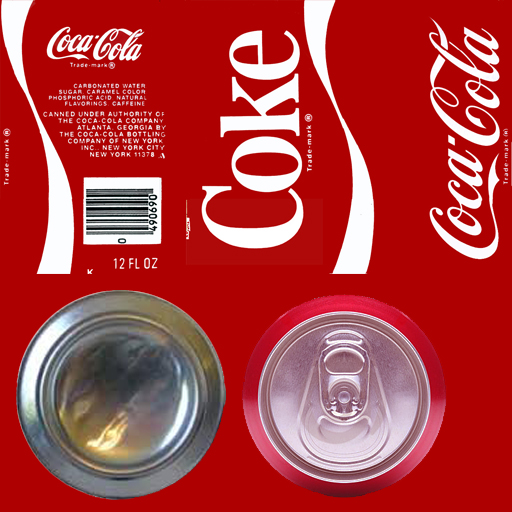 Coca-Cola
Trade-mark®
CARBONATED WATER
SUGAR CARAMEL COLOR
PHOSPHORIC ACID NATURAL
FLAVORINGS CAFFEINE
CANNED UNDER AUTHORITY OF
THE COCA-COLA COMPANY
ATLANTA, GEORGIA BY
THE COCA-COLA BOTTLING
COMPANY OF NEW YORK
INC., NEW YORK CITY
NEW YORK 11378
0 490690
K 12 FL OZ
Trade-mark®
Coke
Trade-mark®
Coca-Cola
Trade-mark®